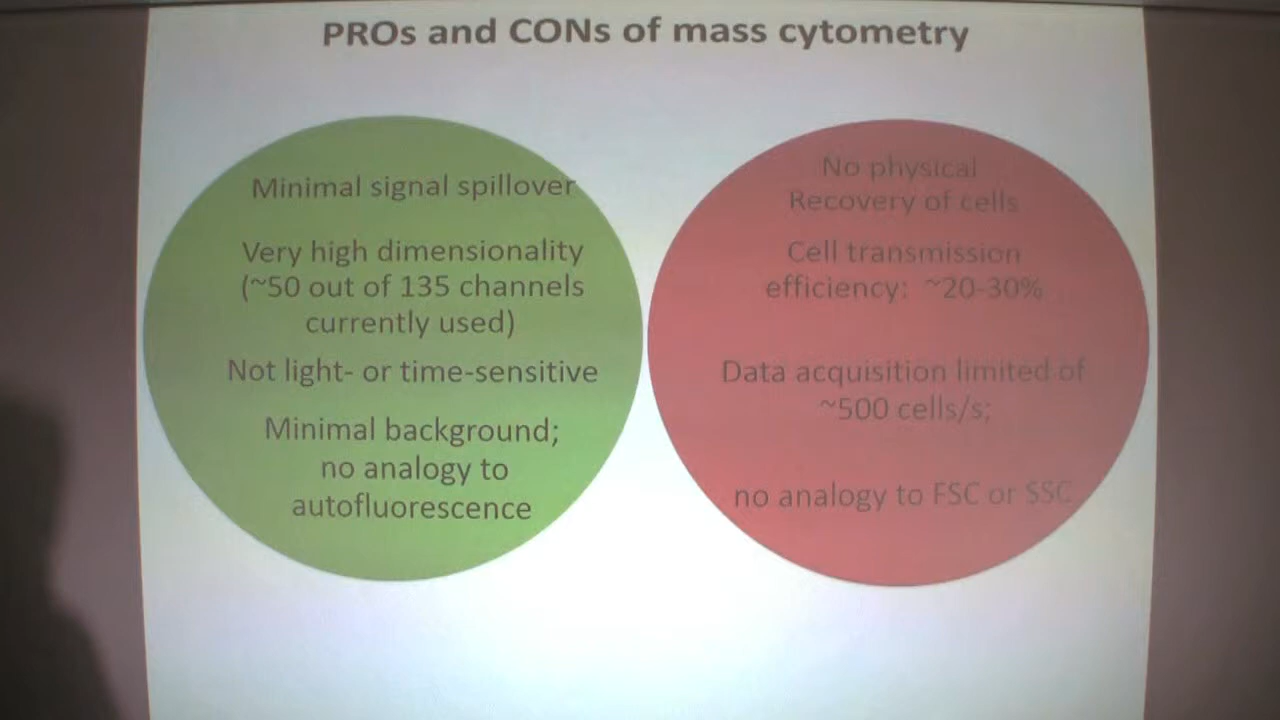 PROs and CONs of mass cytometry
Minimal signal spillover
Very high dimensionality
(~50 out of 135 channels
currently used)
Not light- or time-sensitive
Minimal background;
no analogy to
autofluorescence
No physical
Recovery of cells
Cell transmission
efficiency: ~20-30%
Data acquisition limited of
~500 cells/s;
no analogy to FSC or SSC